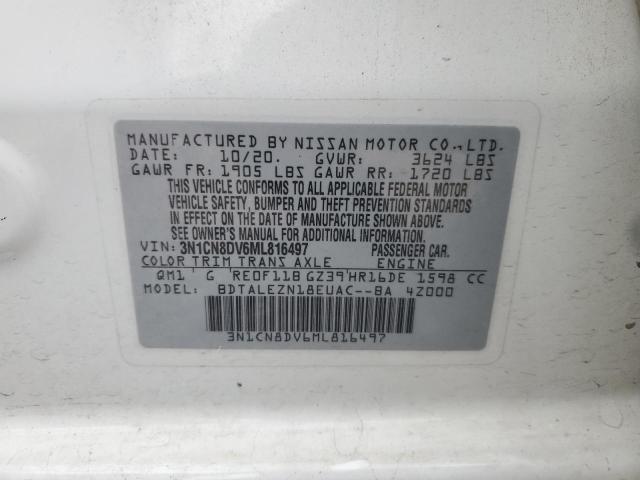 MANUFACTURED BY NISSAN MOTOR CO., LTD.
DATE: 10/20. GVWR: 3624 LBS
GAWR FR: 1905 LBS GAWR RR: 1720 LBS
THIS VEHICLE CONFORMS TO ALL APPLICABLE FEDERAL MOTOR
VEHICLE SAFETY, BUMPER AND THEFT PREVENTION STANDARDS
IN EFFECT ON THE DATE OF MANUFACTURE SHOWN ABOVE.
SEE OWNER'S MANUAL FOR ADDITIONAL INFORMATION.
VIN: 3N1CN8DV6ML816497 PASSENGER CAR
COLOR TRIM TRANS AXLE ENGINE
QM1 G RE0F11B GZ39 HR16DE 1598 CC
MODEL: BDTALEZN18EUAC--BA 4Z000
3N1CN8DV6ML816497